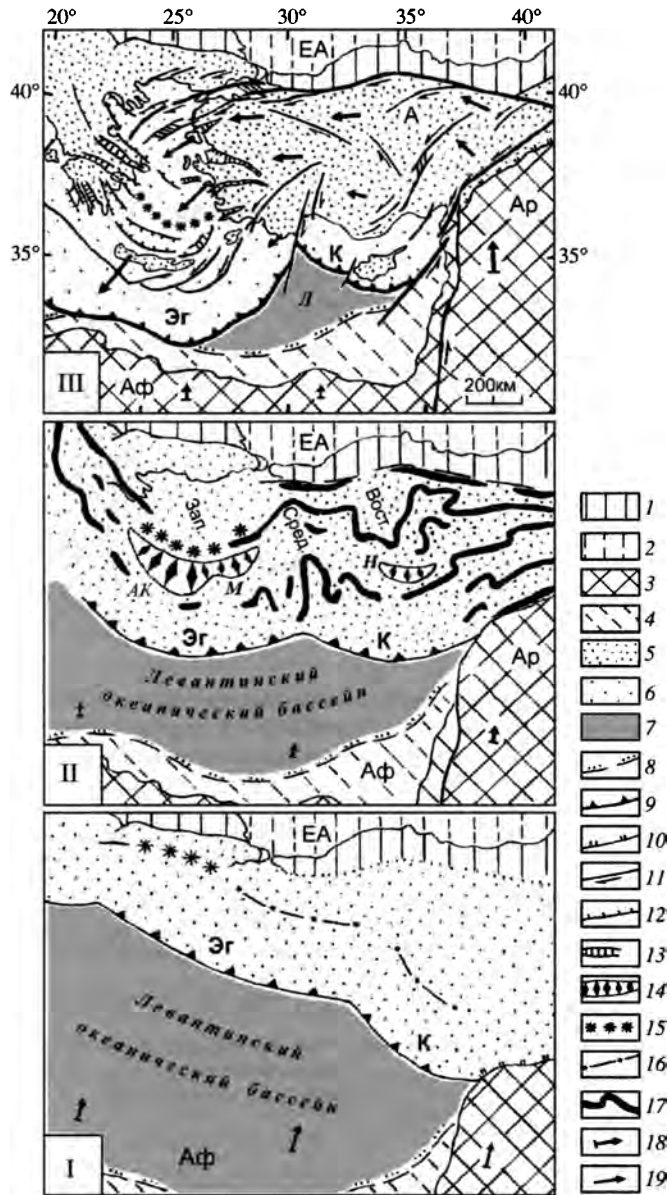 20° 25° 30° 35° 40°
ЕА
40° 40°
А
Ар
35° 35°
К
Л
Эг
Аф
III
200км
ЕА
Зап.
Сред.
Вост.
АК
М
Н
Эг
К
Ар
Левантинский
океанический бассейн
Аф
II
ЕА
Эг
К
Левантинский
океанический бассейн
Аф
I
1
2
3
4
5
6
7
8
9
10
11
12
13
14
15
16
17
18
19